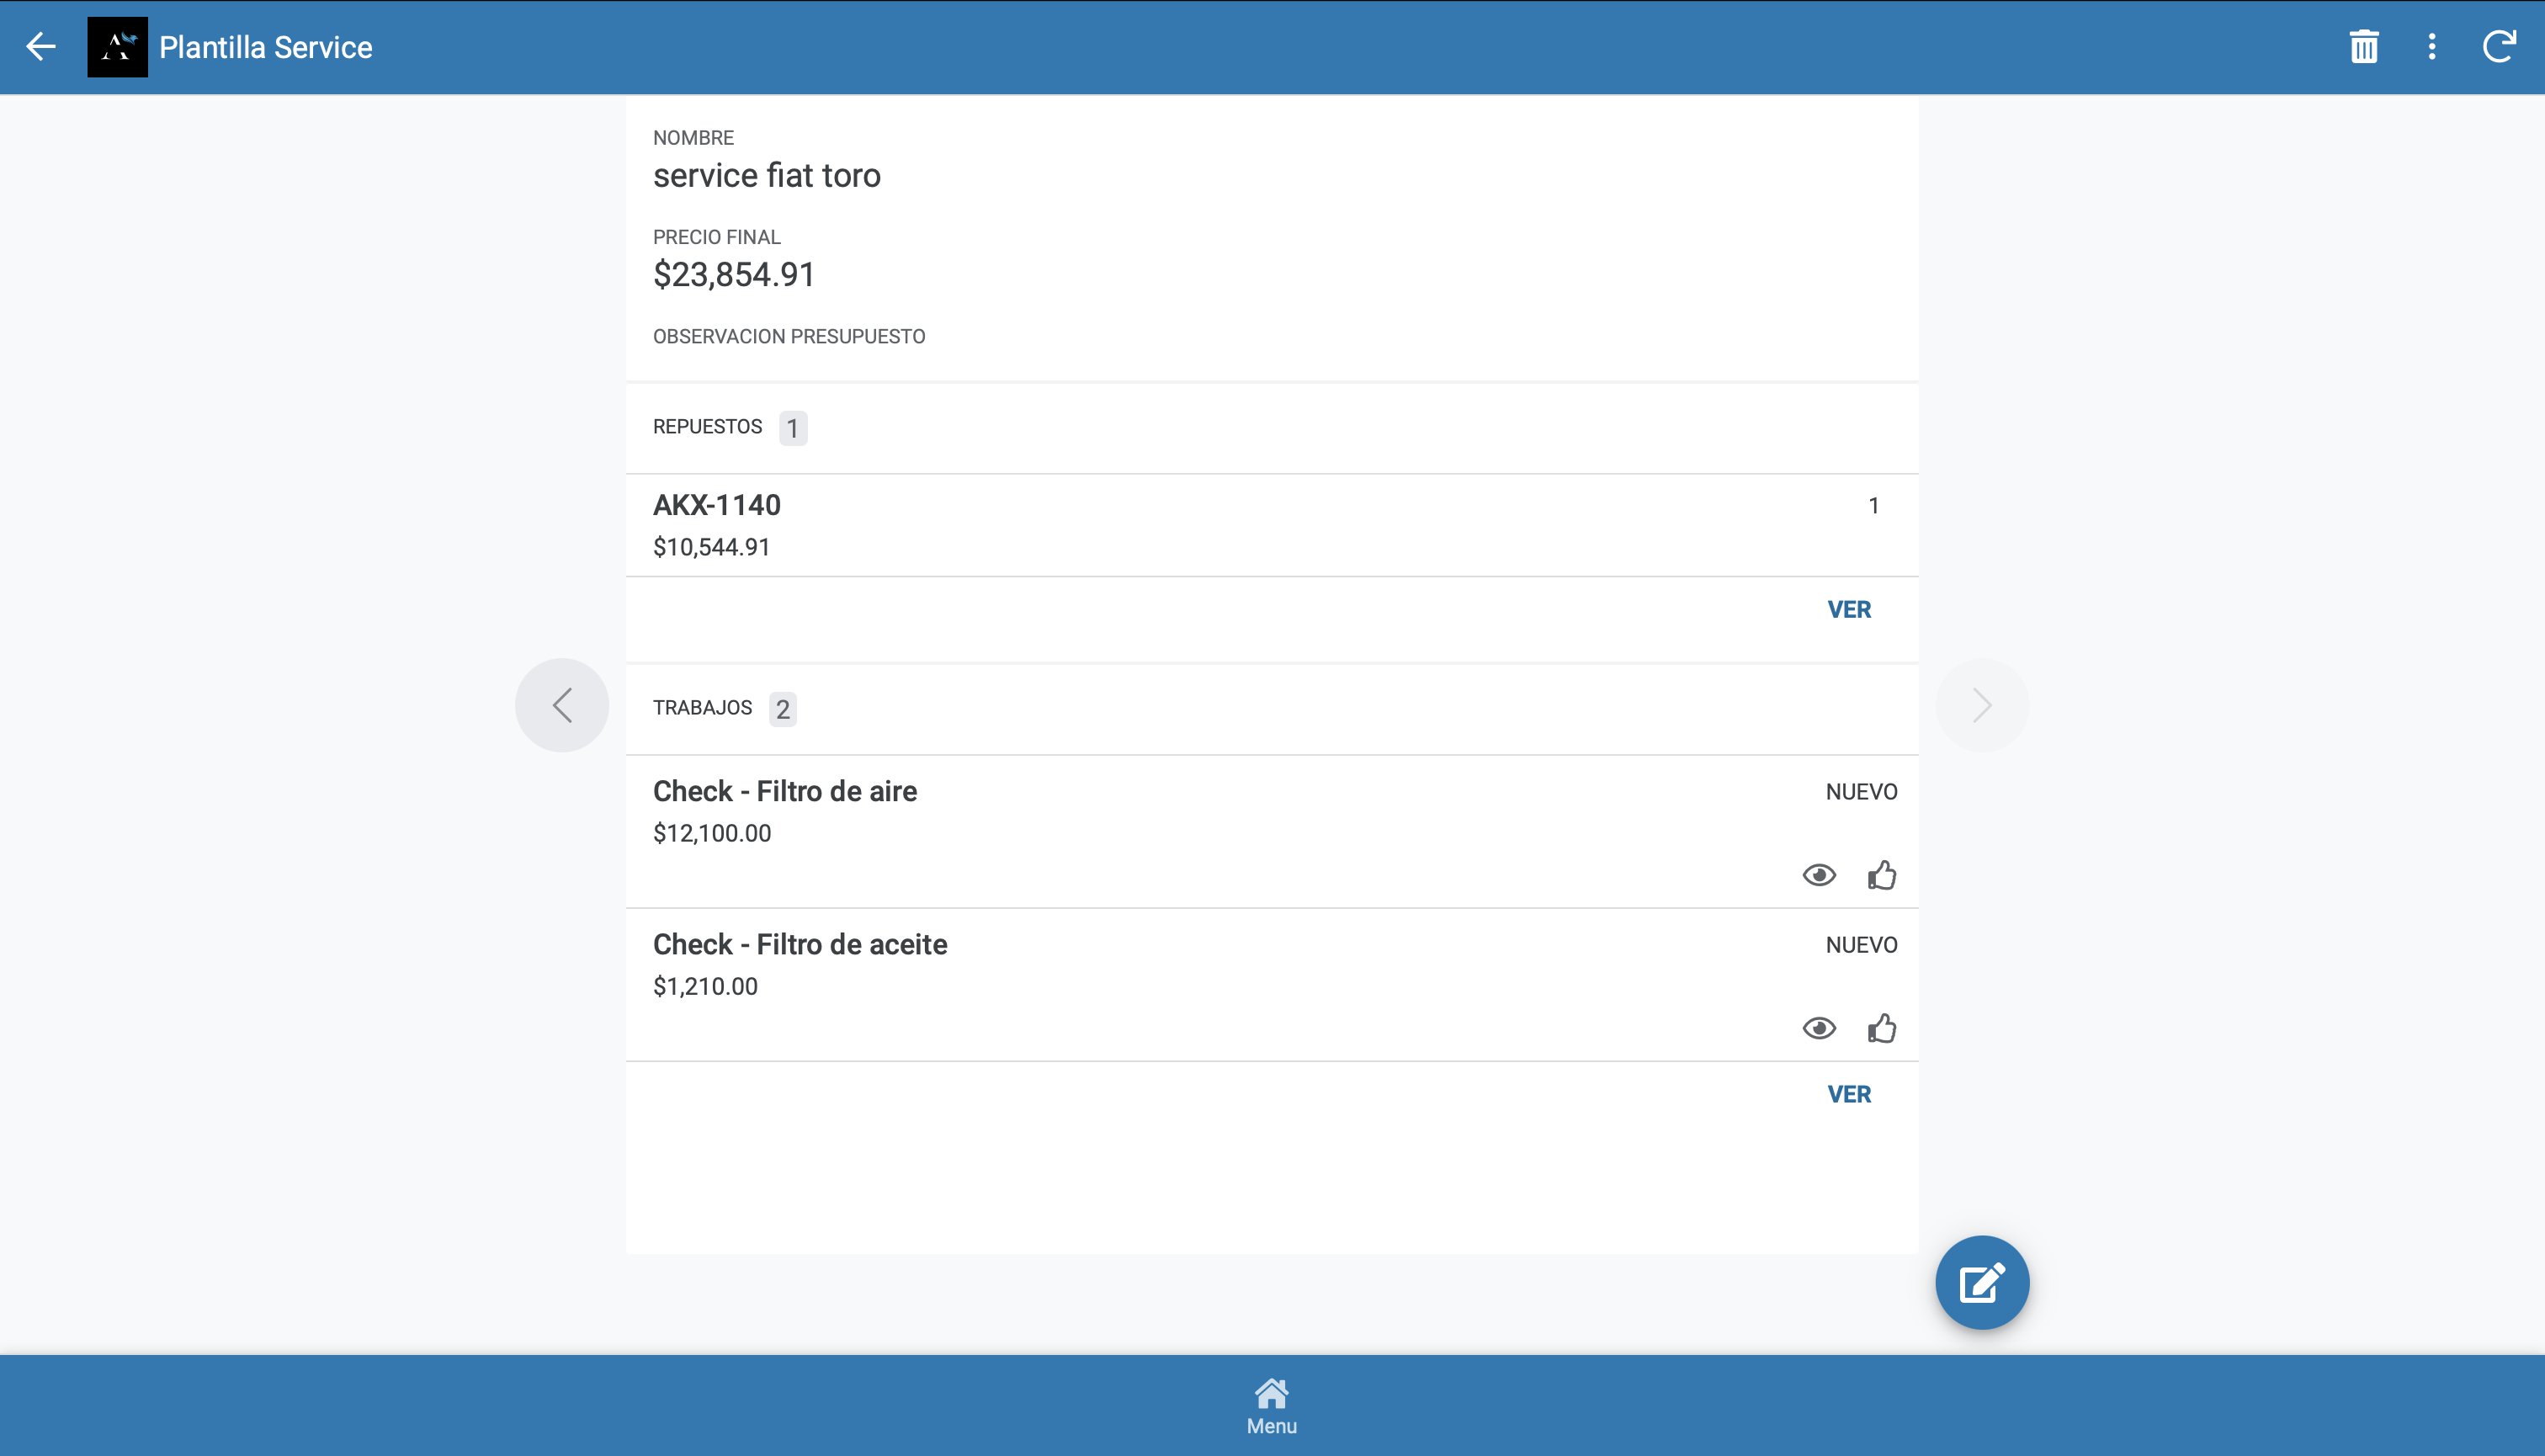 Plantilla Service
NOMBRE
service fiat toro
PRECIO FINAL
$23,854.91
OBSERVACION PRESUPUESTO
REPUESTOS 1
AKX-1140 1
$10,544.91
VER
TRABAJOS 2
Check - Filtro de aire NUEVO
$12,100.00
Check - Filtro de aceite NUEVO
$1,210.00
VER
Menu